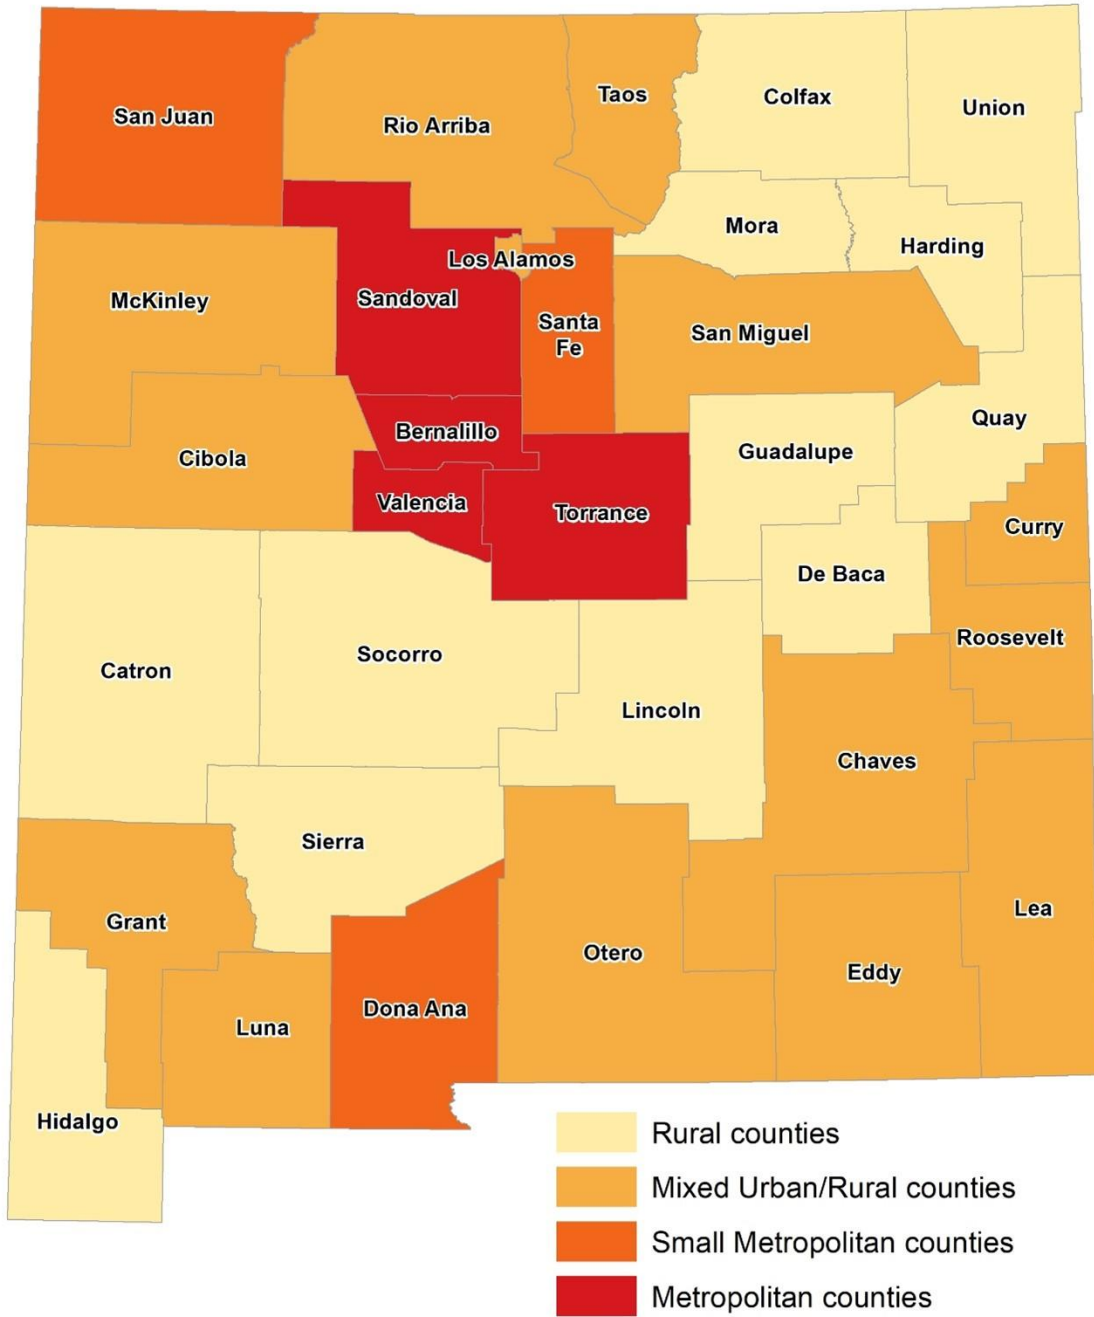 San Juan
Rio Arriba
Taos
Colfax
Union
Mora
Harding
Los Alamos
McKinley
Sandoval
Santa
Fe
San Miguel
Quay
Bernalillo
Guadalupe
Cibola
Valencia
Torrance
Curry
De Baca
Roosevelt
Catron
Socorro
Lincoln
Chaves
Sierra
Grant
Lea
Otero
Eddy
Dona Ana
Luna
Hidalgo
Rural counties
Mixed Urban/Rural counties
Small Metropolitan counties
Metropolitan counties